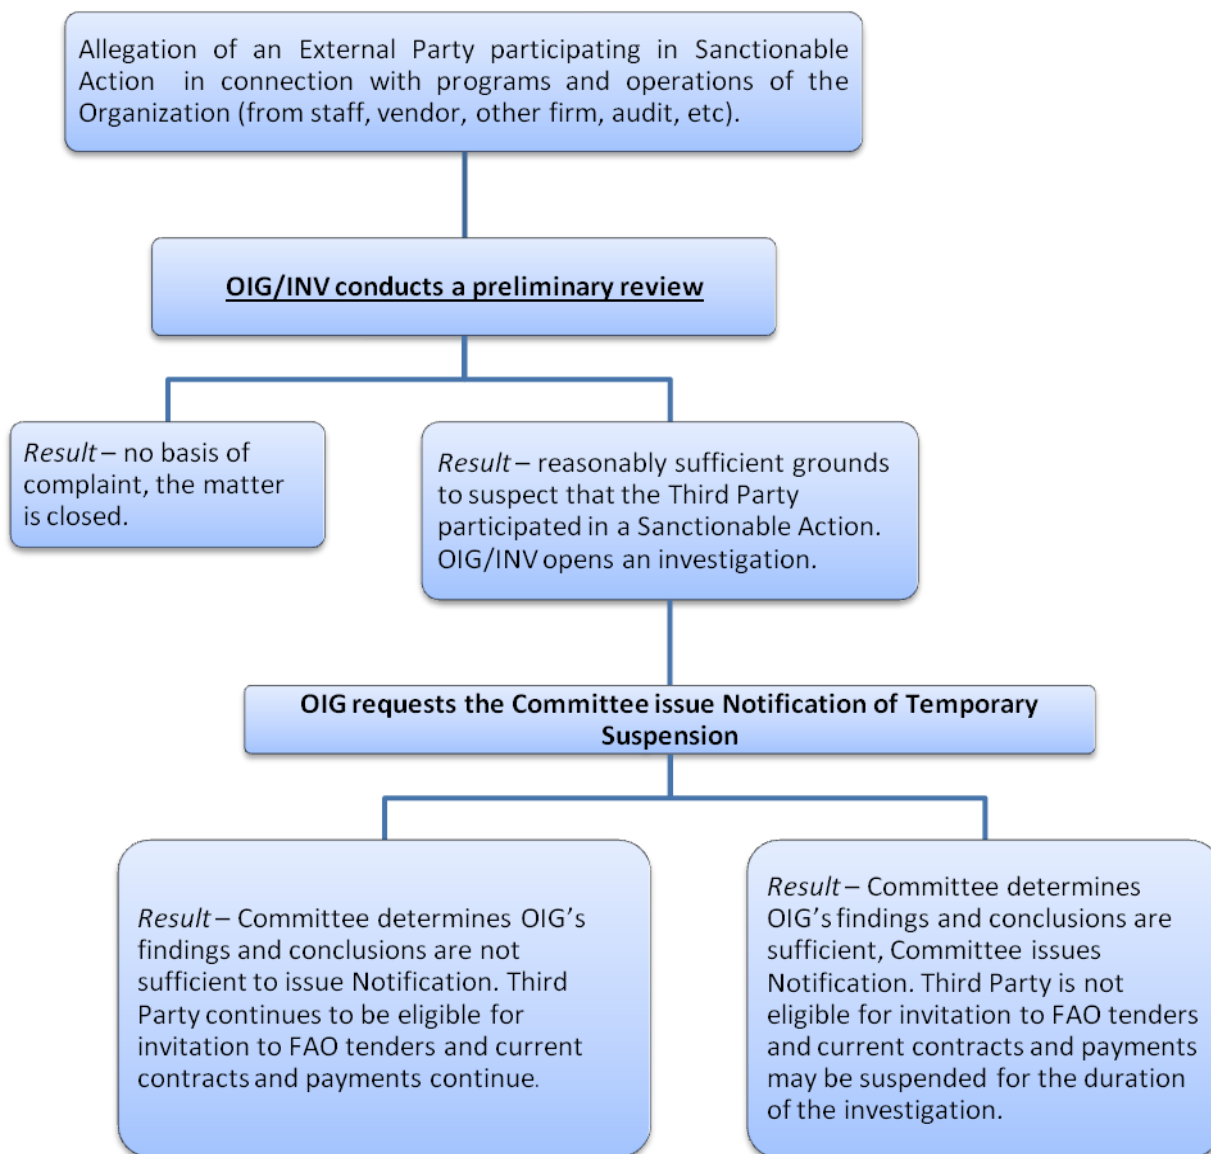 Allegation of an External Party participating in Sanctionable
Action in connection with programs and operations of the
Organization (from staff, vendor, other firm, audit, etc).
OIG/INV conducts a preliminary review
Result – no basis of
complaint, the matter
is closed.
Result – reasonably sufficient grounds
to suspect that the Third Party
participated in a Sanctionable Action.
OIG/INV opens an investigation.
OIG requests the Committee issue Notification of Temporary
Suspension
Result – Committee determines OIG’s
findings and conclusions are not
sufficient to issue Notification. Third
Party continues to be eligible for
invitation to FAO tenders and current
contracts and payments continue.
Result – Committee determines
OIG’s findings and conclusions are
sufficient, Committee issues
Notification. Third Party is not
eligible for invitation to FAO tenders
and current contracts and payments
may be suspended for the duration
of the investigation.